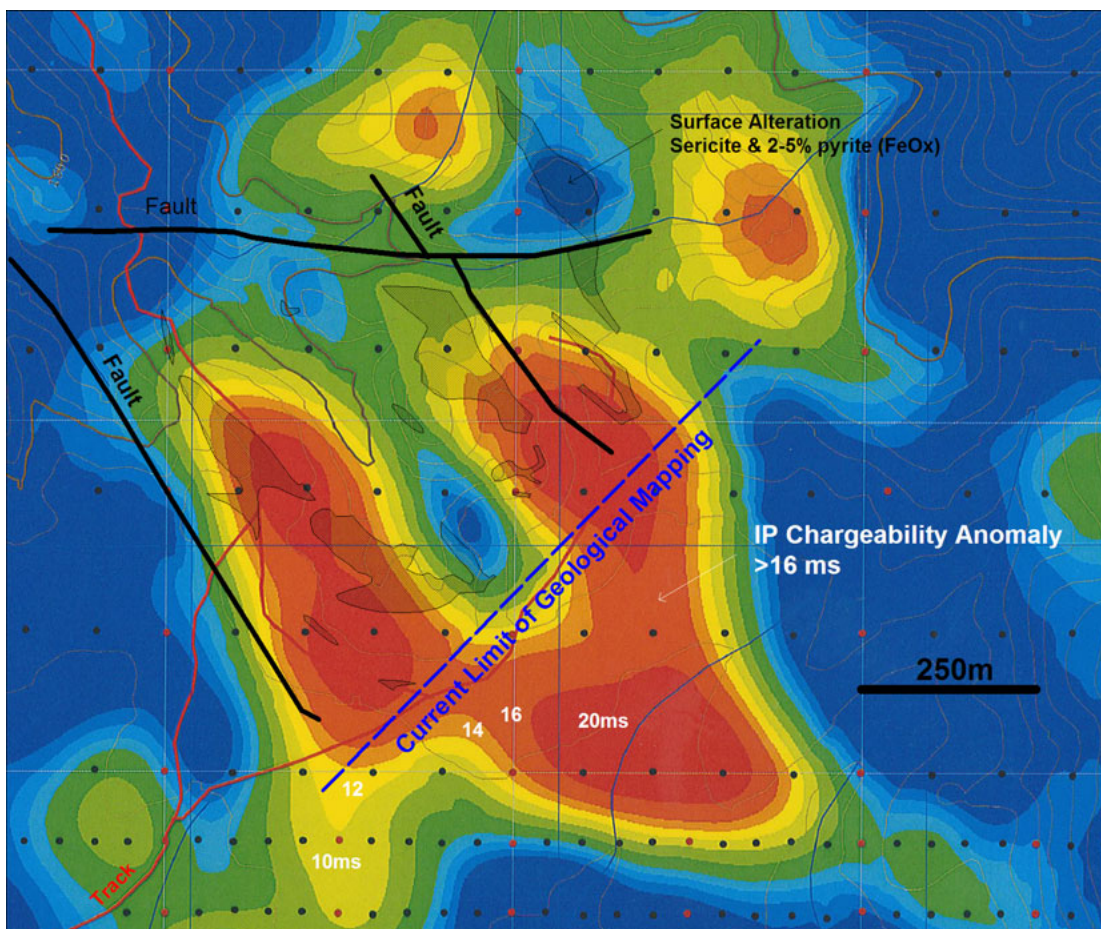 Surface Alteration
Sericite & 2-5% pyrite (FeOx)
Fault
Fault
Fault
IP Chargeability Anomaly
>16 ms
Current Limit of Geological Mapping
250m
16
20ms
14
12
10ms
Track